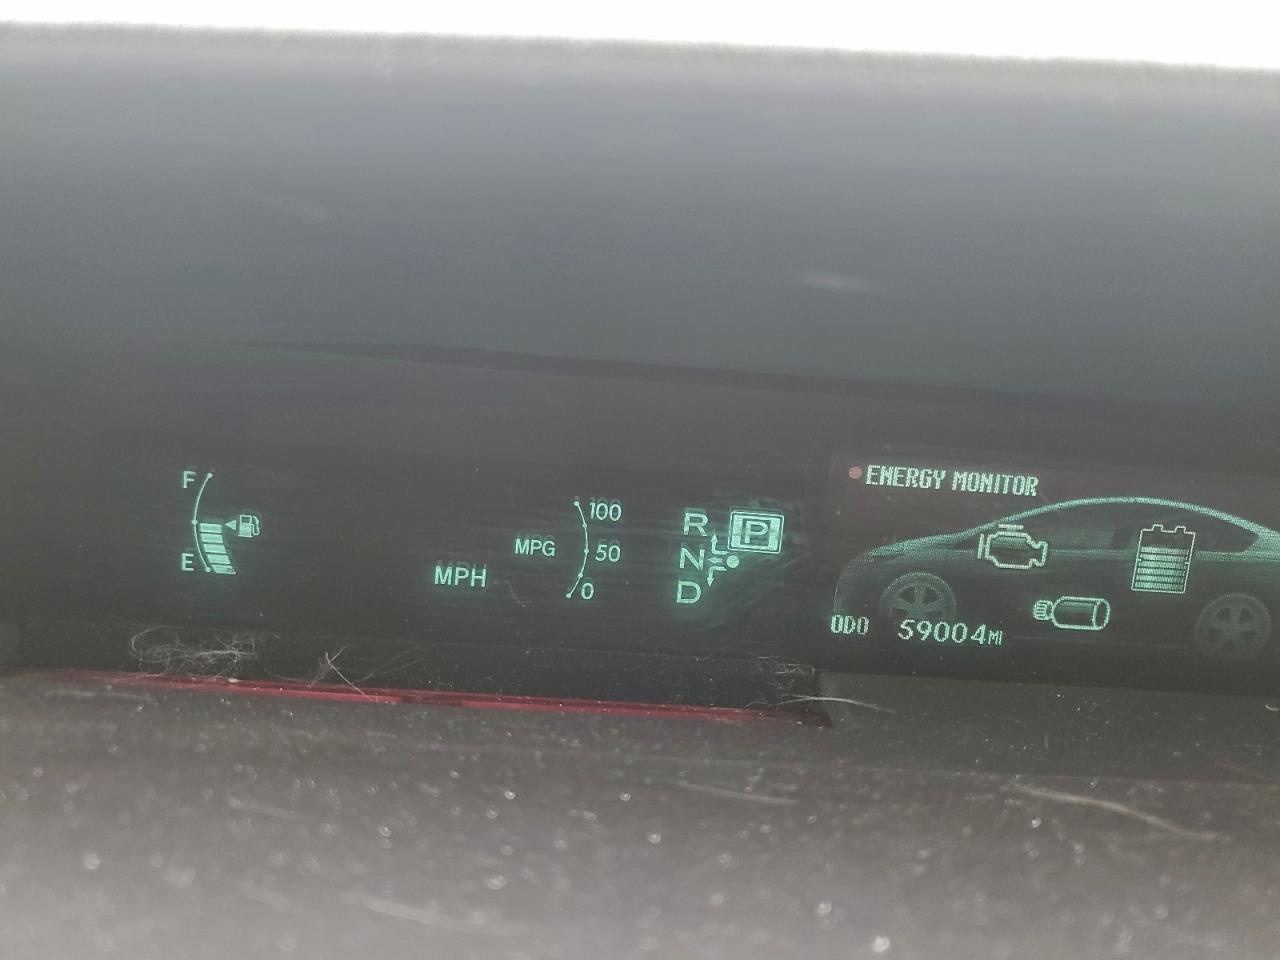 F
E
MPH
MPG
100
50
0
R
N
D
P
ENERGY MONITOR
ODO 59004MI